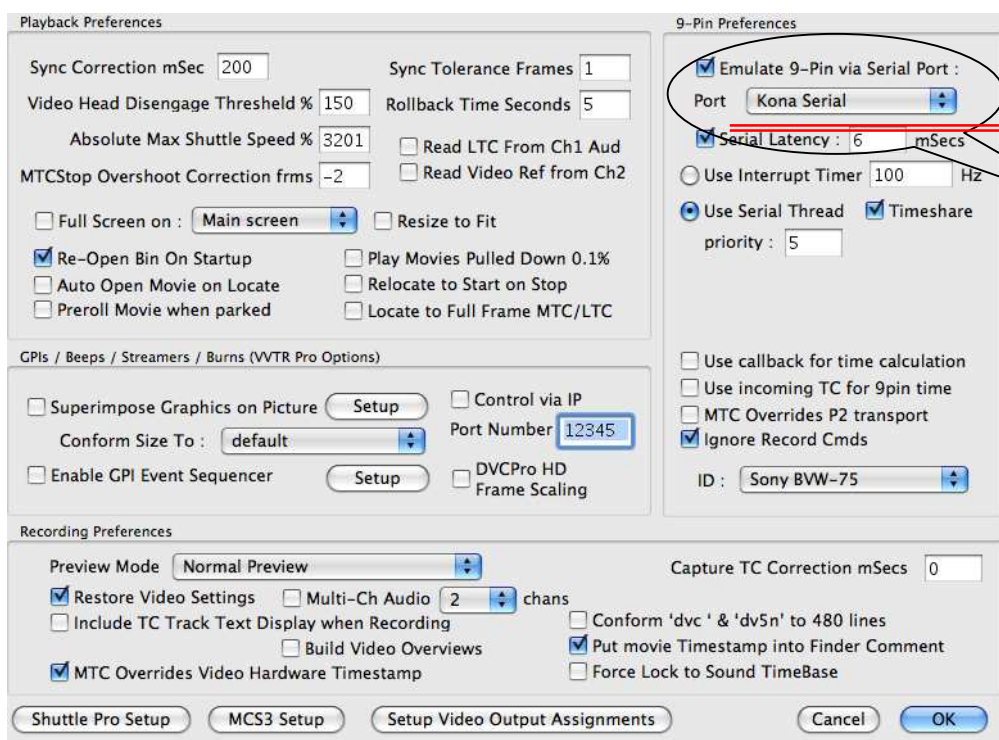 Playback Preferences
Sync Correction mSec 200
Sync Tolerance Frames 1
Video Head Disengage Thresheld % 150
Rollback Time Seconds 5
Absolute Max Shuttle Speed % 3201
Read LTC From Ch1 Aud
MTCStop Overshoot Correction frms -2
Read Video Ref from Ch2
Full Screen on : Main screen
Resize to Fit
Re-Open Bin On Startup
Play Movies Pulled Down 0.1%
Auto Open Movie on Locate
Relocate to Start on Stop
Preroll Movie when parked
Locate to Full Frame MTC/LTC
9-Pin Preferences
Emulate 9-Pin via Serial Port :
Port Kona Serial
Serial Latency : 6 mSecs
Use Interrupt Timer 100 Hz
Use Serial Thread
Timeshare
priority : 5
Use callback for time calculation
Use incoming TC for 9pin time
MTC Overrides P2 transport
Ignore Record Cmds
ID : Sony BVW-75
GPIs / Beeps / Streamers / Burns (VVTR Pro Options)
Superimpose Graphics on Picture Setup
Control via IP
Conform Size To : default
Port Number 12345
Enable GPI Event Sequencer Setup
DVCPro HD
Frame Scaling
Recording Preferences
Preview Mode Normal Preview
Capture TC Correction mSecs 0
Restore Video Settings
Multi-Ch Audio 2 chans
Include TC Track Text Display when Recording
Conform 'dvc ' & 'dv5n' to 480 lines
Build Video Overviews
Put movie Timestamp into Finder Comment
MTC Overrides Video Hardware Timestamp
Force Lock to Sound TimeBase
Shuttle Pro Setup
MCS3 Setup
Setup Video Output Assignments
Cancel
OK